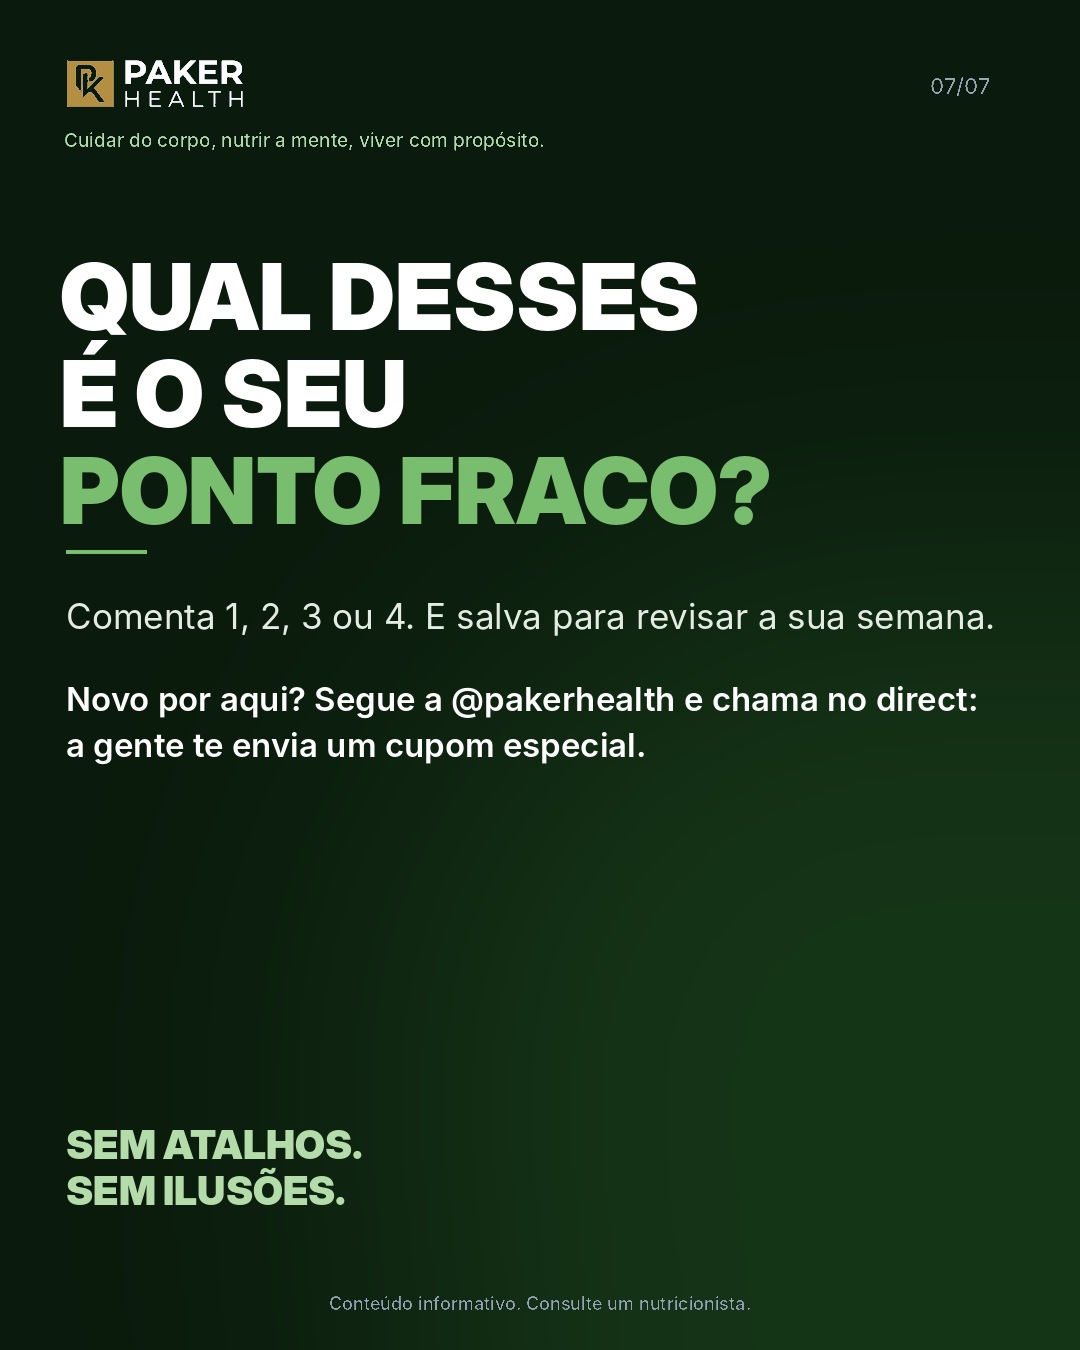 PAKER
HEALTH
07/07
Cuidar do corpo, nutrir a mente, viver com propósito.
QUAL DESSES
É O SEU
PONTO FRACO?
Comenta 1, 2, 3 ou 4. E salva para revisar a sua semana.
Novo por aqui? Segue a @pakerhealth e chama no direct:
a gente te envia um cupom especial.
SEM ATALHOS.
SEM ILUSÕES.
Conteúdo informativo. Consulte um nutricionista.